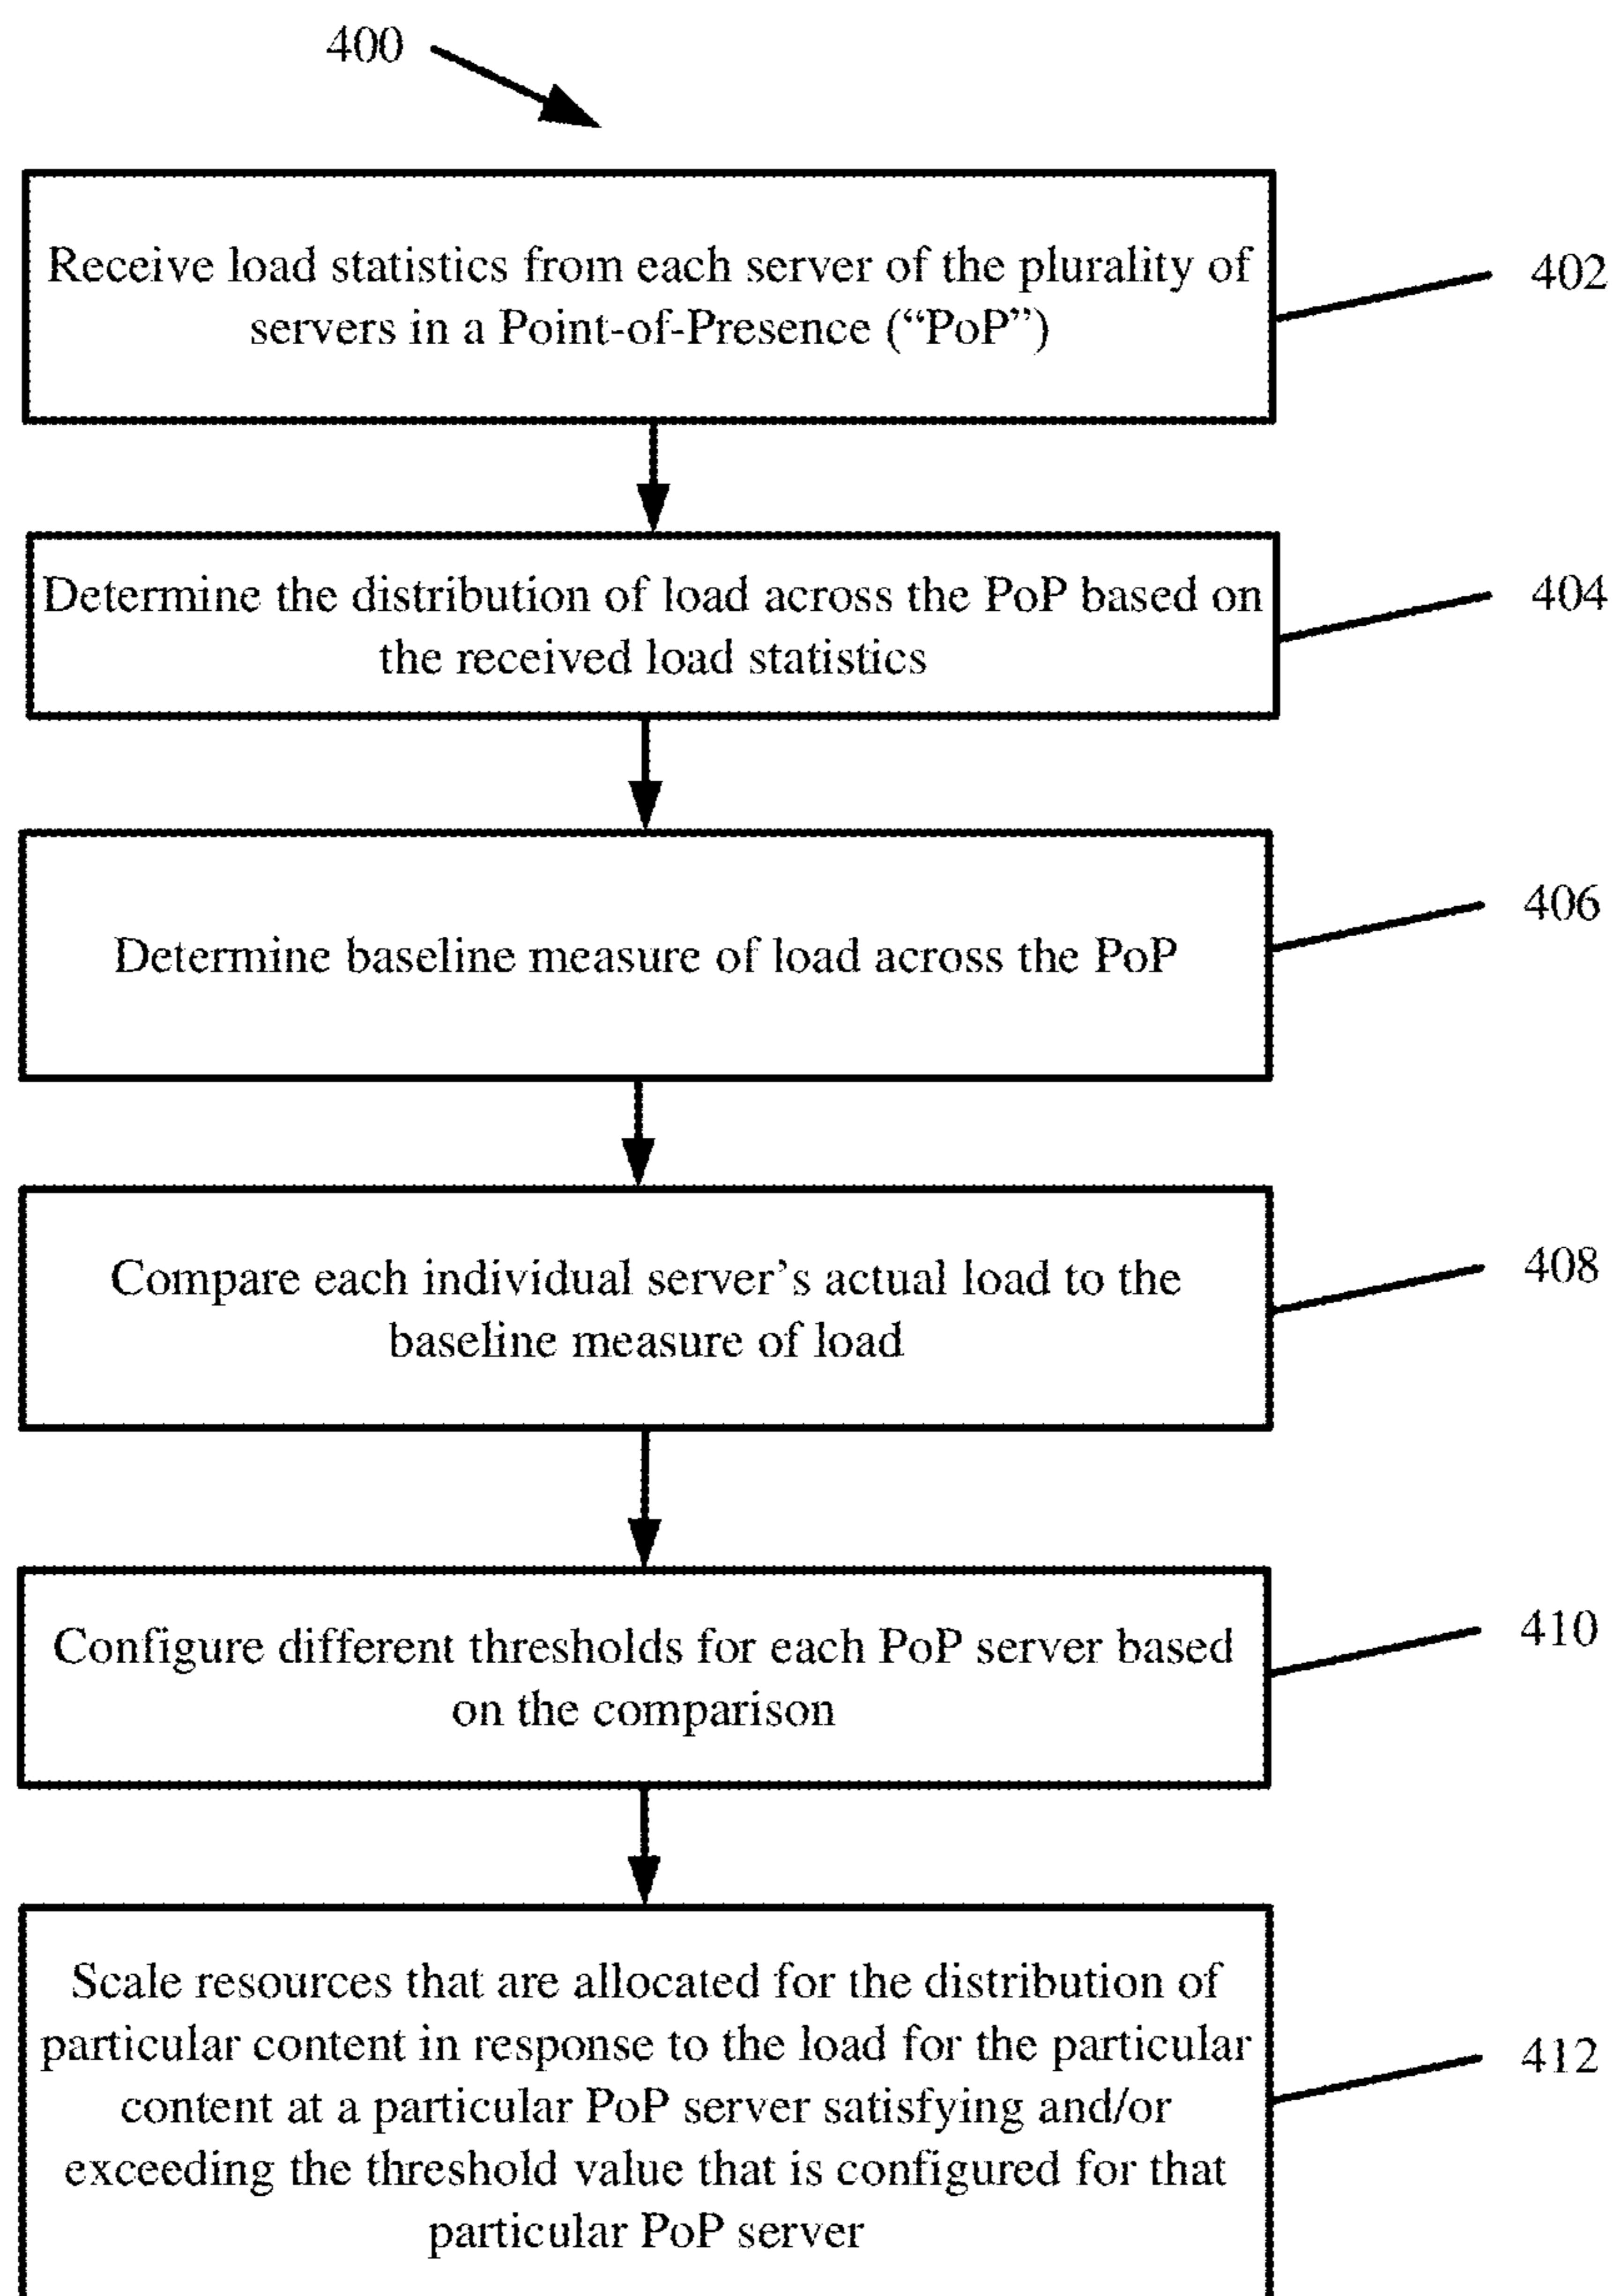 400
Receive load statistics from each server of the plurality of
servers in a Point-of-Presence (“PoP”)
402
Determine the distribution of load across the PoP based on
the received load statistics
404
Determine baseline measure of load across the PoP
406
Compare each individual server’s actual load to the
baseline measure of load
408
Configure different thresholds for each PoP server based
on the comparison
410
Scale resources that are allocated for the distribution of
particular content in response to the load for the particular
content at a particular PoP server satisfying and/or
exceeding the threshold value that is configured for that
particular PoP server
412